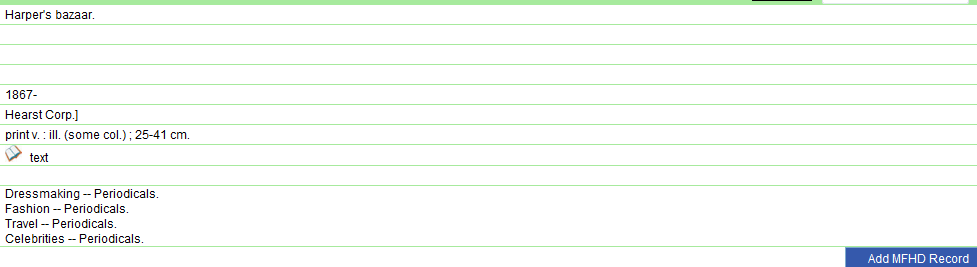 Harper's bazaar.
1867-
Hearst Corp.]
print v. : ill. (some col.) ; 25-41 cm.
text
Dressmaking -- Periodicals.
Fashion -- Periodicals.
Travel -- Periodicals.
Celebrities -- Periodicals.
Add MFHD Record